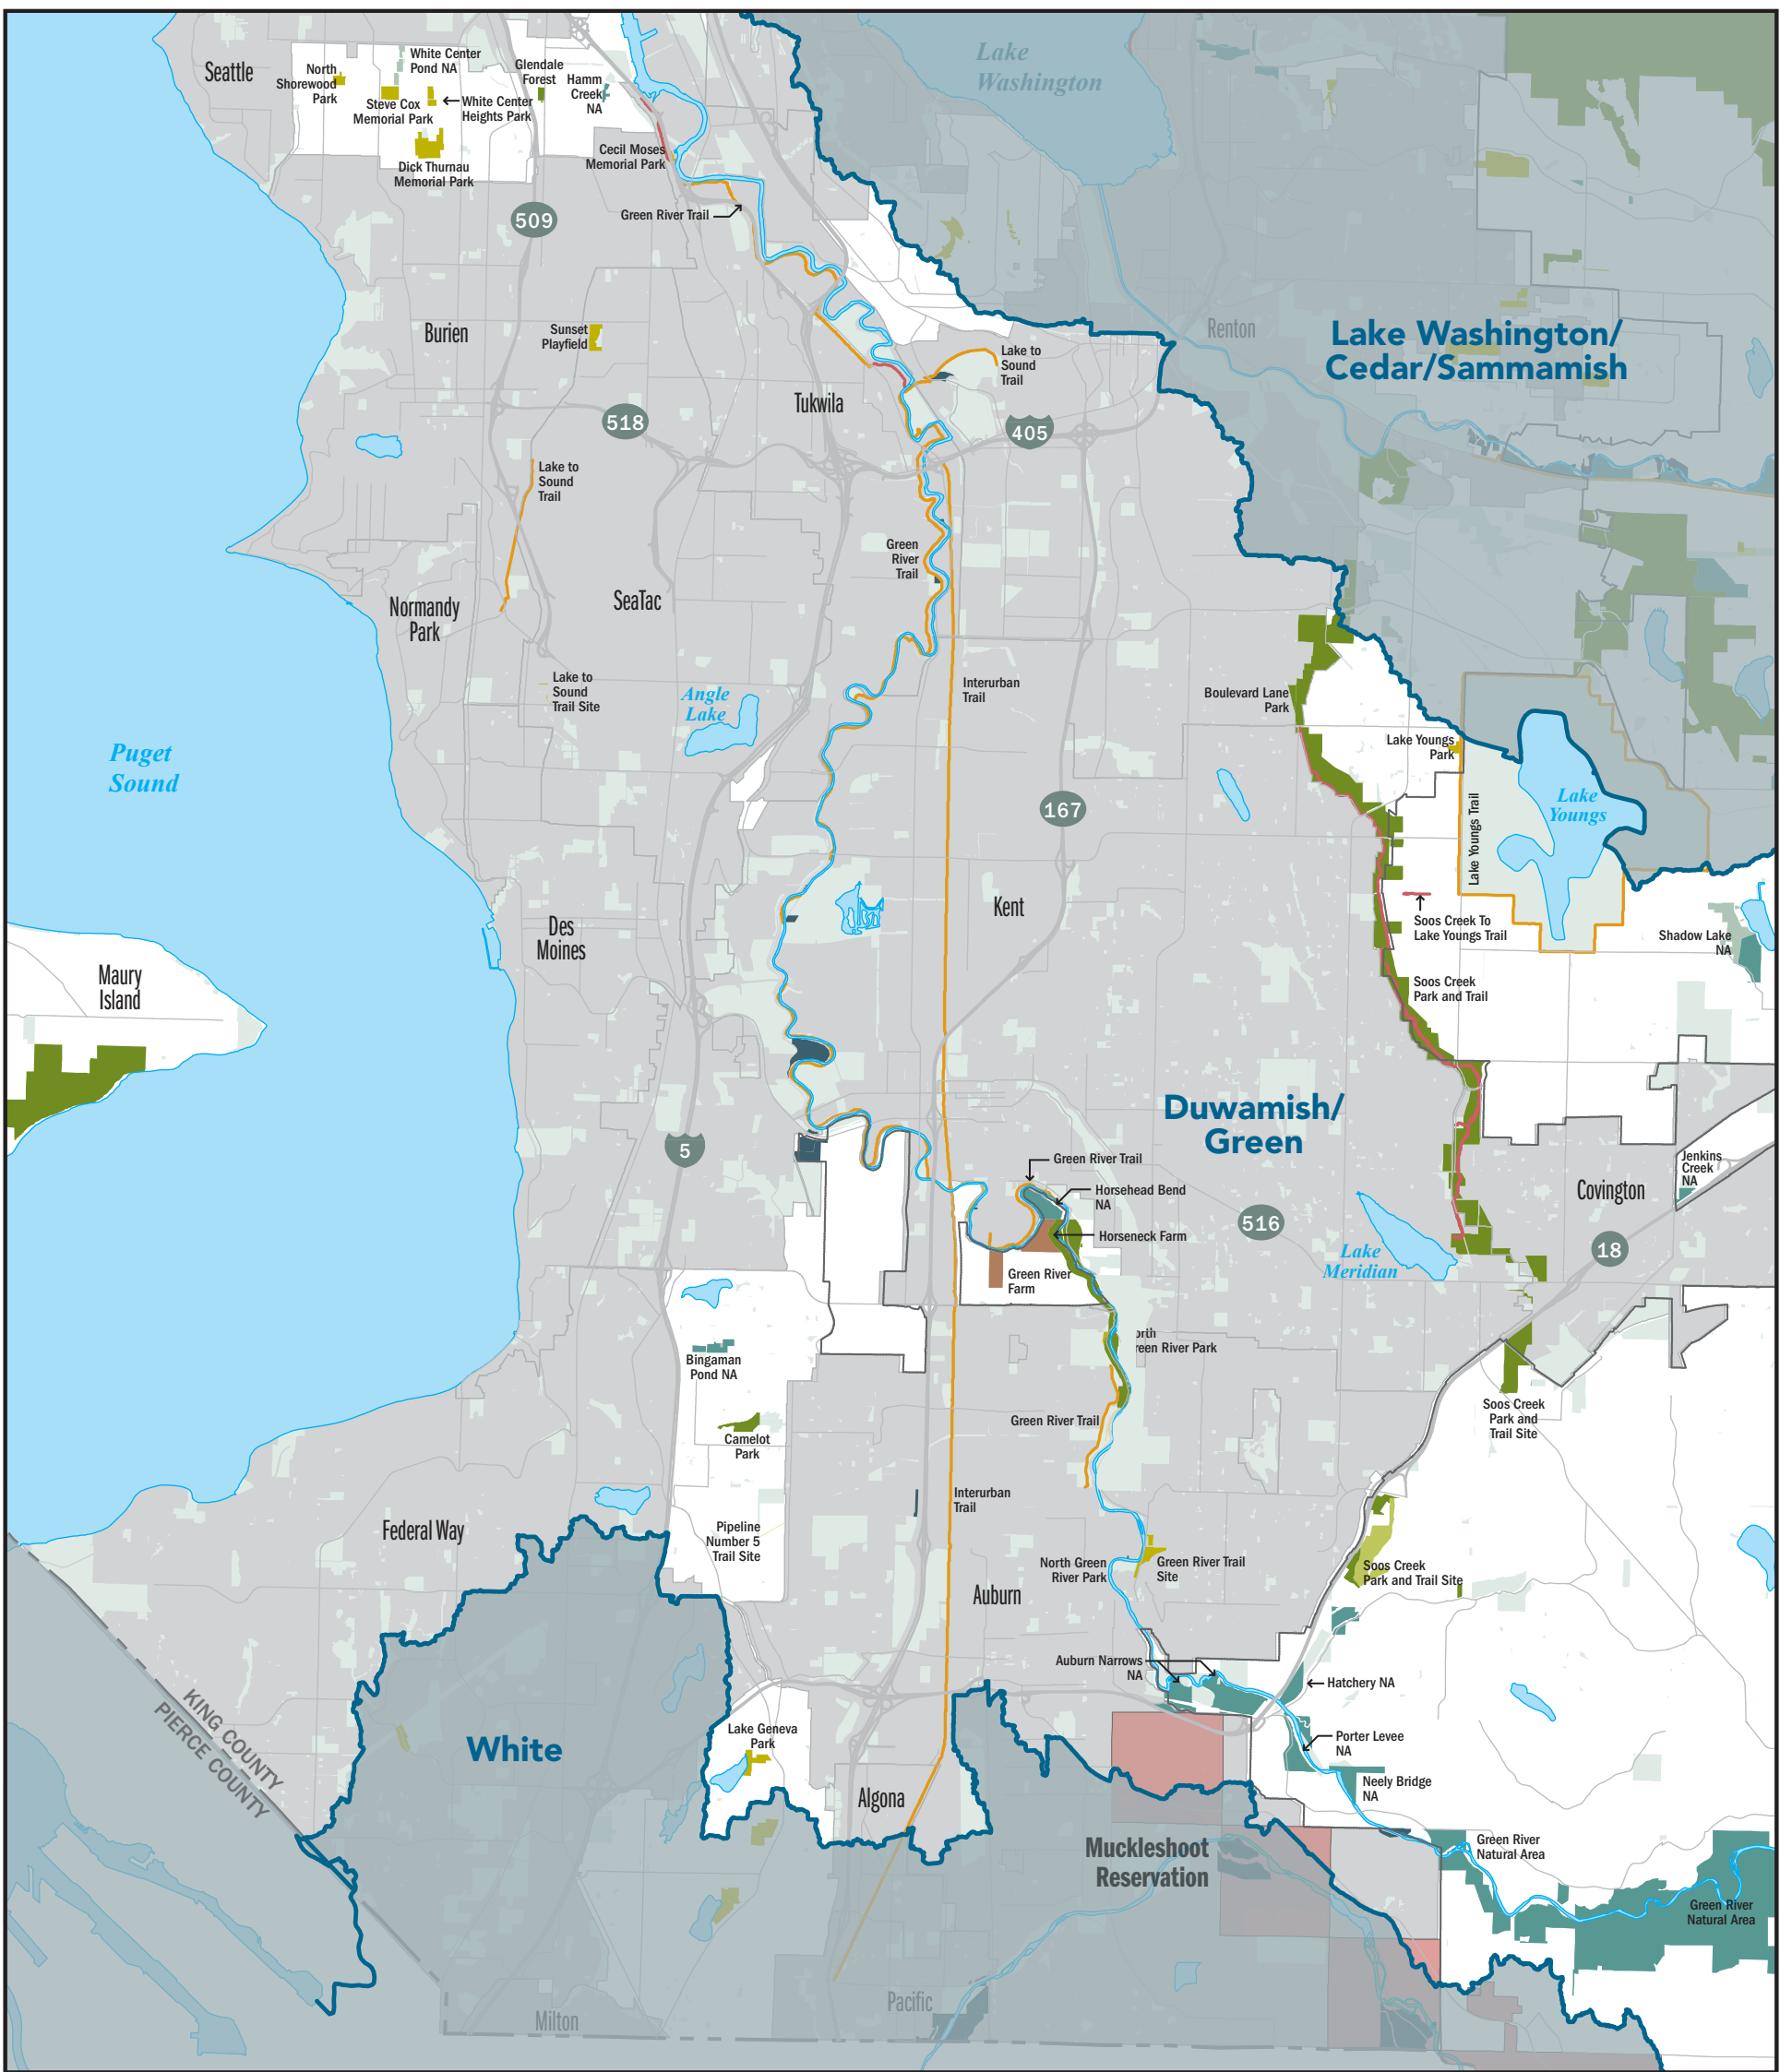 Seattle
North
Shorewood
Park
White Center
Pond NA
Steve Cox
Memorial Park
White Center
Heights Park
Glendale
Forest
Hamm
Creek
NA
Dick Thurnau
Memorial Park
Cecil Moses
Memorial Park
Green River Trail
Lake
Washington
509
Burien
Sunset
Playfield
Renton
Lake Washington/
Cedar/Sammamish
Lake to
Sound
Trail
Tukwila
518
405
Lake to
Sound
Trail
Green
River
Trail
Normandy
Park
SeaTac
Lake to
Sound
Trail Site
Angle
Lake
Interurban
Trail
Boulevard Lane
Park
Lake Youngs
Park
Puget
Sound
167
Lake Youngs Trail
Lake
Youngs
Kent
Des
Moines
Soos Creek To
Lake Youngs Trail
Shadow Lake
NA
Maury
Island
Soos Creek
Park and Trail
Duwamish/
Green
5
Green River Trail
Horsehead Bend
NA
Horseneck Farm
Green River
Farm
516
Lake
Meridian
Jenkins
Creek
NA
Covington
18
Bingaman
Pond NA
orth
reen River Park
Camelot
Park
Green River Trail
Soos Creek
Park and
Trail Site
Interurban
Trail
Federal Way
Pipeline
Number 5
Trail Site
North Green
River Park
Green River Trail
Site
Soos Creek
Park and Trail Site
Auburn
Auburn Narrows
NA
Hatchery NA
KING COUNTY
PIERCE COUNTY
White
Lake Geneva
Park
Porter Levee
NA
Neely Bridge
NA
Algona
Muckleshoot
Reservation
Green River
Natural Area
Green River
Natural Area
Pacific
Milton